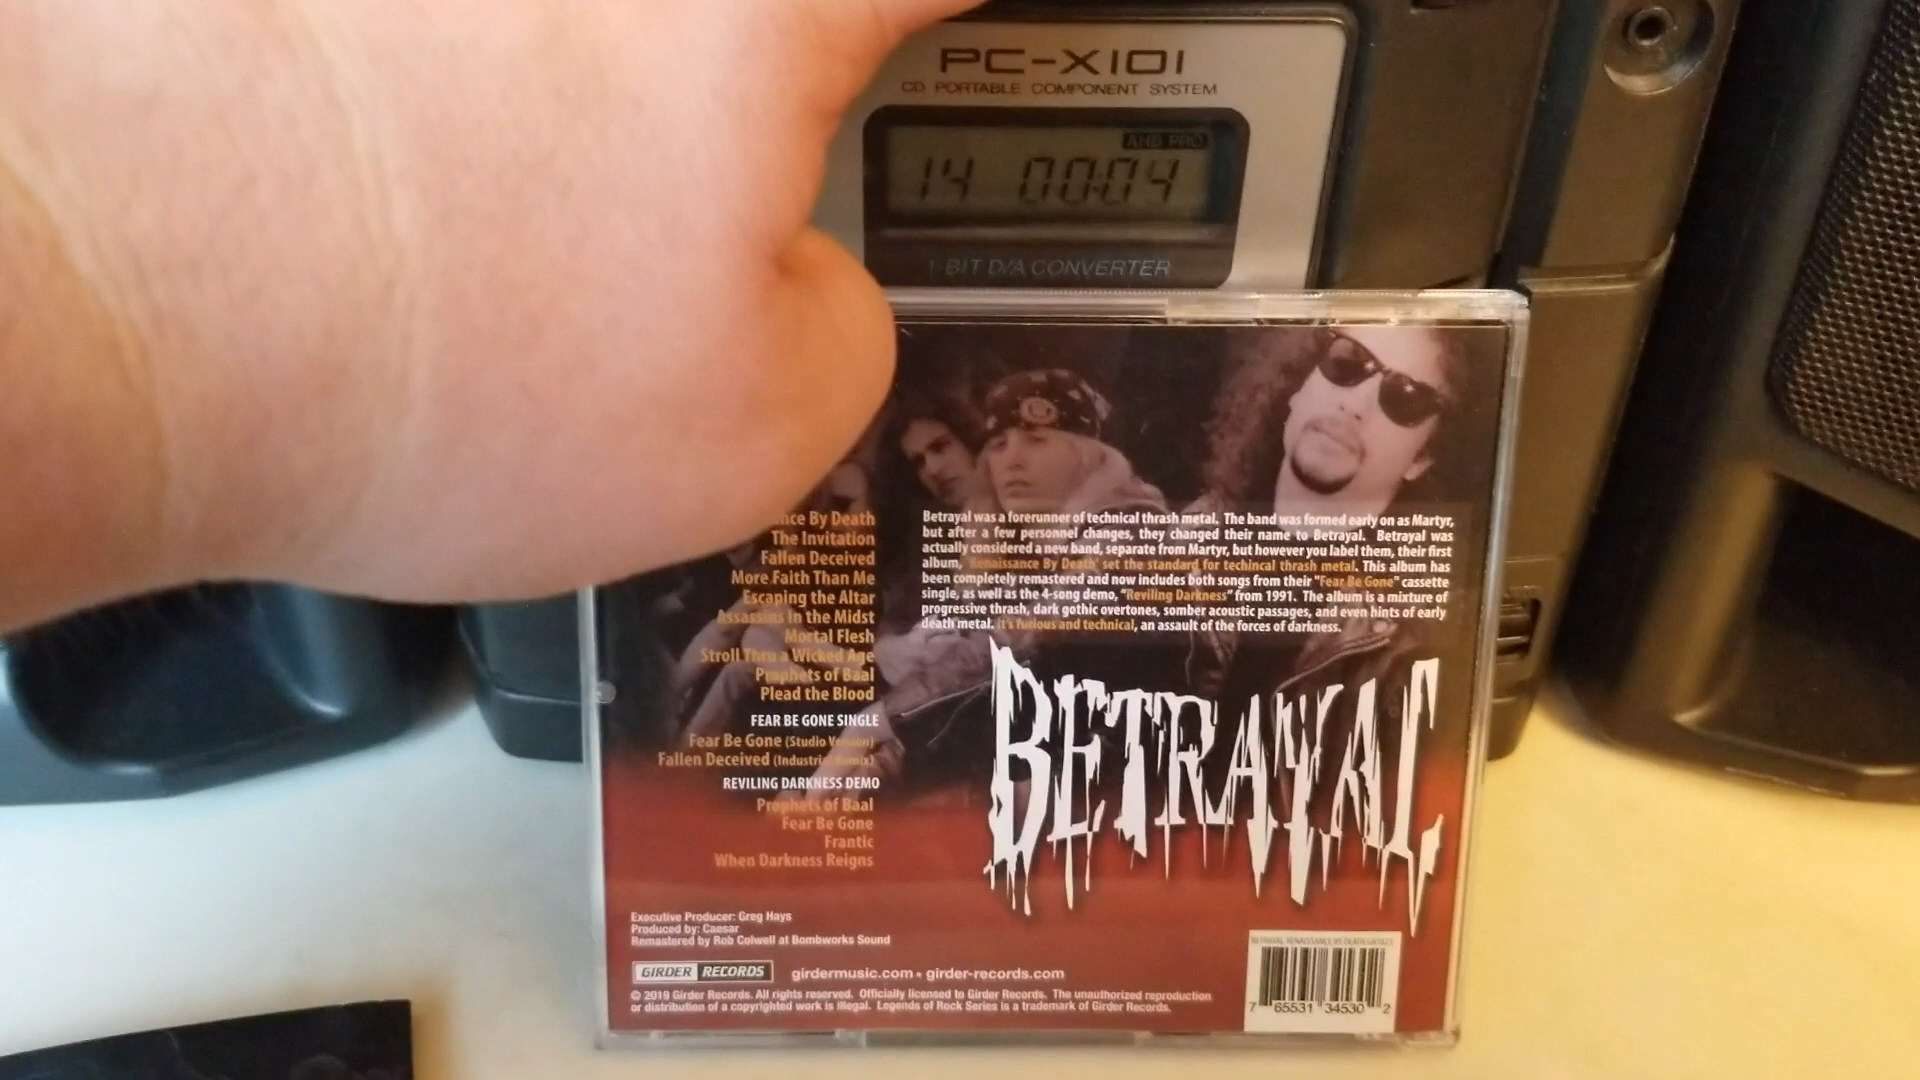 PC-X101
CD PORTABLE COMPONENT SYSTEM
14 00:04
1-BIT D/A CONVERTER
By Death
The Invitation
Fallen Deceived
More Faith Than Me
Escaping the Altar
Assassins in the Midst
Mortal Flesh
Stroll Thru a Wicked Age
Prophets of Baal
Plead the Blood
FEAR BE GONE SINGLE
Fear Be Gone (Studio Version)
Fallen Deceived (Industrial Remix)
REVILING DARKNESS DEMO
Prophets of Baal
Fear Be Gone
Frantic
When Darkness Reigns
Betrayal was a forerunner of technical thrash metal. The band was formed early on as Martyr,
but after a few personnel changes, they changed their name to Betrayal. Betrayal was
actually considered a new band, separate from Martyr, but however you label them, their first
album, 'Renaissance By Death' set the standard for techincal thrash metal. This album has
been completely remastered and now includes both songs from their "Fear Be Gone" cassette
single, as well as the 4-song demo, "Reviling Darkness" from 1991. The album is a mixture of
progressive thrash, dark gothic overtones, somber acoustic passages, and even hints of early
death metal. It's furious and technical, an assault of the forces of darkness.
BETRAYAL
Executive Producer: Greg Hays
Produced by: Caesar
Remastered by Rob Colwell at Bombworks Sound
GIRDER RECORDS girdermusic.com • girder-records.com
© 2019 Girder Records. All rights reserved. Officially licensed to Girder Records. The unauthorized reproduction
or distribution of a copyrighted work is illegal. Legends of Rock Series is a trademark of Girder Records.
BETRAYAL RENAISSANCE BY DEATH
7 65531 34530 2